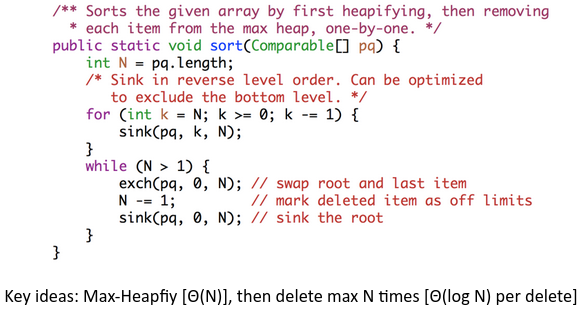 /** Sorts the given array by first heapifying, then removing
  * each item from the max heap, one-by-one. */
public static void sort(Comparable[] pq) {
    int N = pq.length;
    /* Sink in reverse level order. Can be optimized
       to exclude the bottom level. */
    for (int k = N; k >= 0; k -= 1) {
        sink(pq, k, N);
    }
    while (N > 1) {
        exch(pq, 0, N); // swap root and last item
        N -= 1;         // mark deleted item as off limits
        sink(pq, 0, N); // sink the root
    }
}
Key ideas: Max-Heapfiy [Θ(N)], then delete max N times [Θ(log N) per delete]